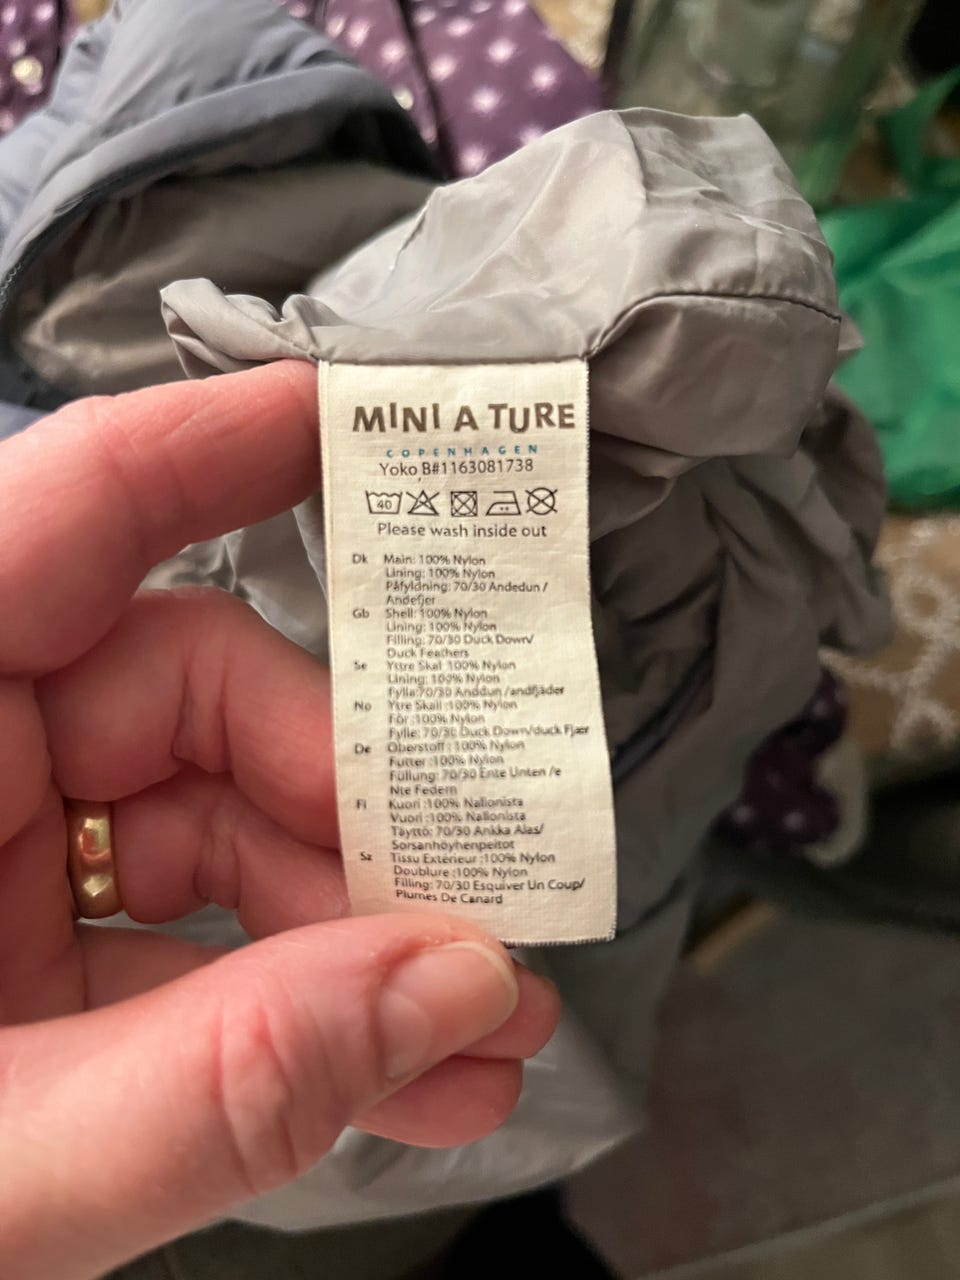 MINI A TURE
COPENHAGEN
Yoko B#1163081738
40
Please wash inside out
Dk Main: 100% Nylon
Lining: 100% Nylon
Påfyldning: 70/30 Andedun /
Andefjer
Gb Shell: 100% Nylon
Lining: 100% Nylon
Filling: 70/30 Duck Down/
Duck Feathers
Se Yttre Skal 100% Nylon
Lining: 100% Nylon
Fylla:70/30 Anddun /andfjäder
No Ytre Skall :100% Nylon
Fôr :100% Nylon
Fylle: 70/30 Duck Down/duck Fjær
De Oberstoff : 100% Nylon
Futter :100% Nylon
Füllung: 70/30 Ente Unten /e
Nte Federn
Fi Kuori :100% Nailonista
Vuori :100% Nailonista
Täyttö: 70/30 Ankka Alas/
Sorsanhöyhenpeitot
Sz Tissu Extérieur :100% Nylon
Doublure :100% Nylon
Filling: 70/30 Esquiver Un Coup/
Plumes De Canard